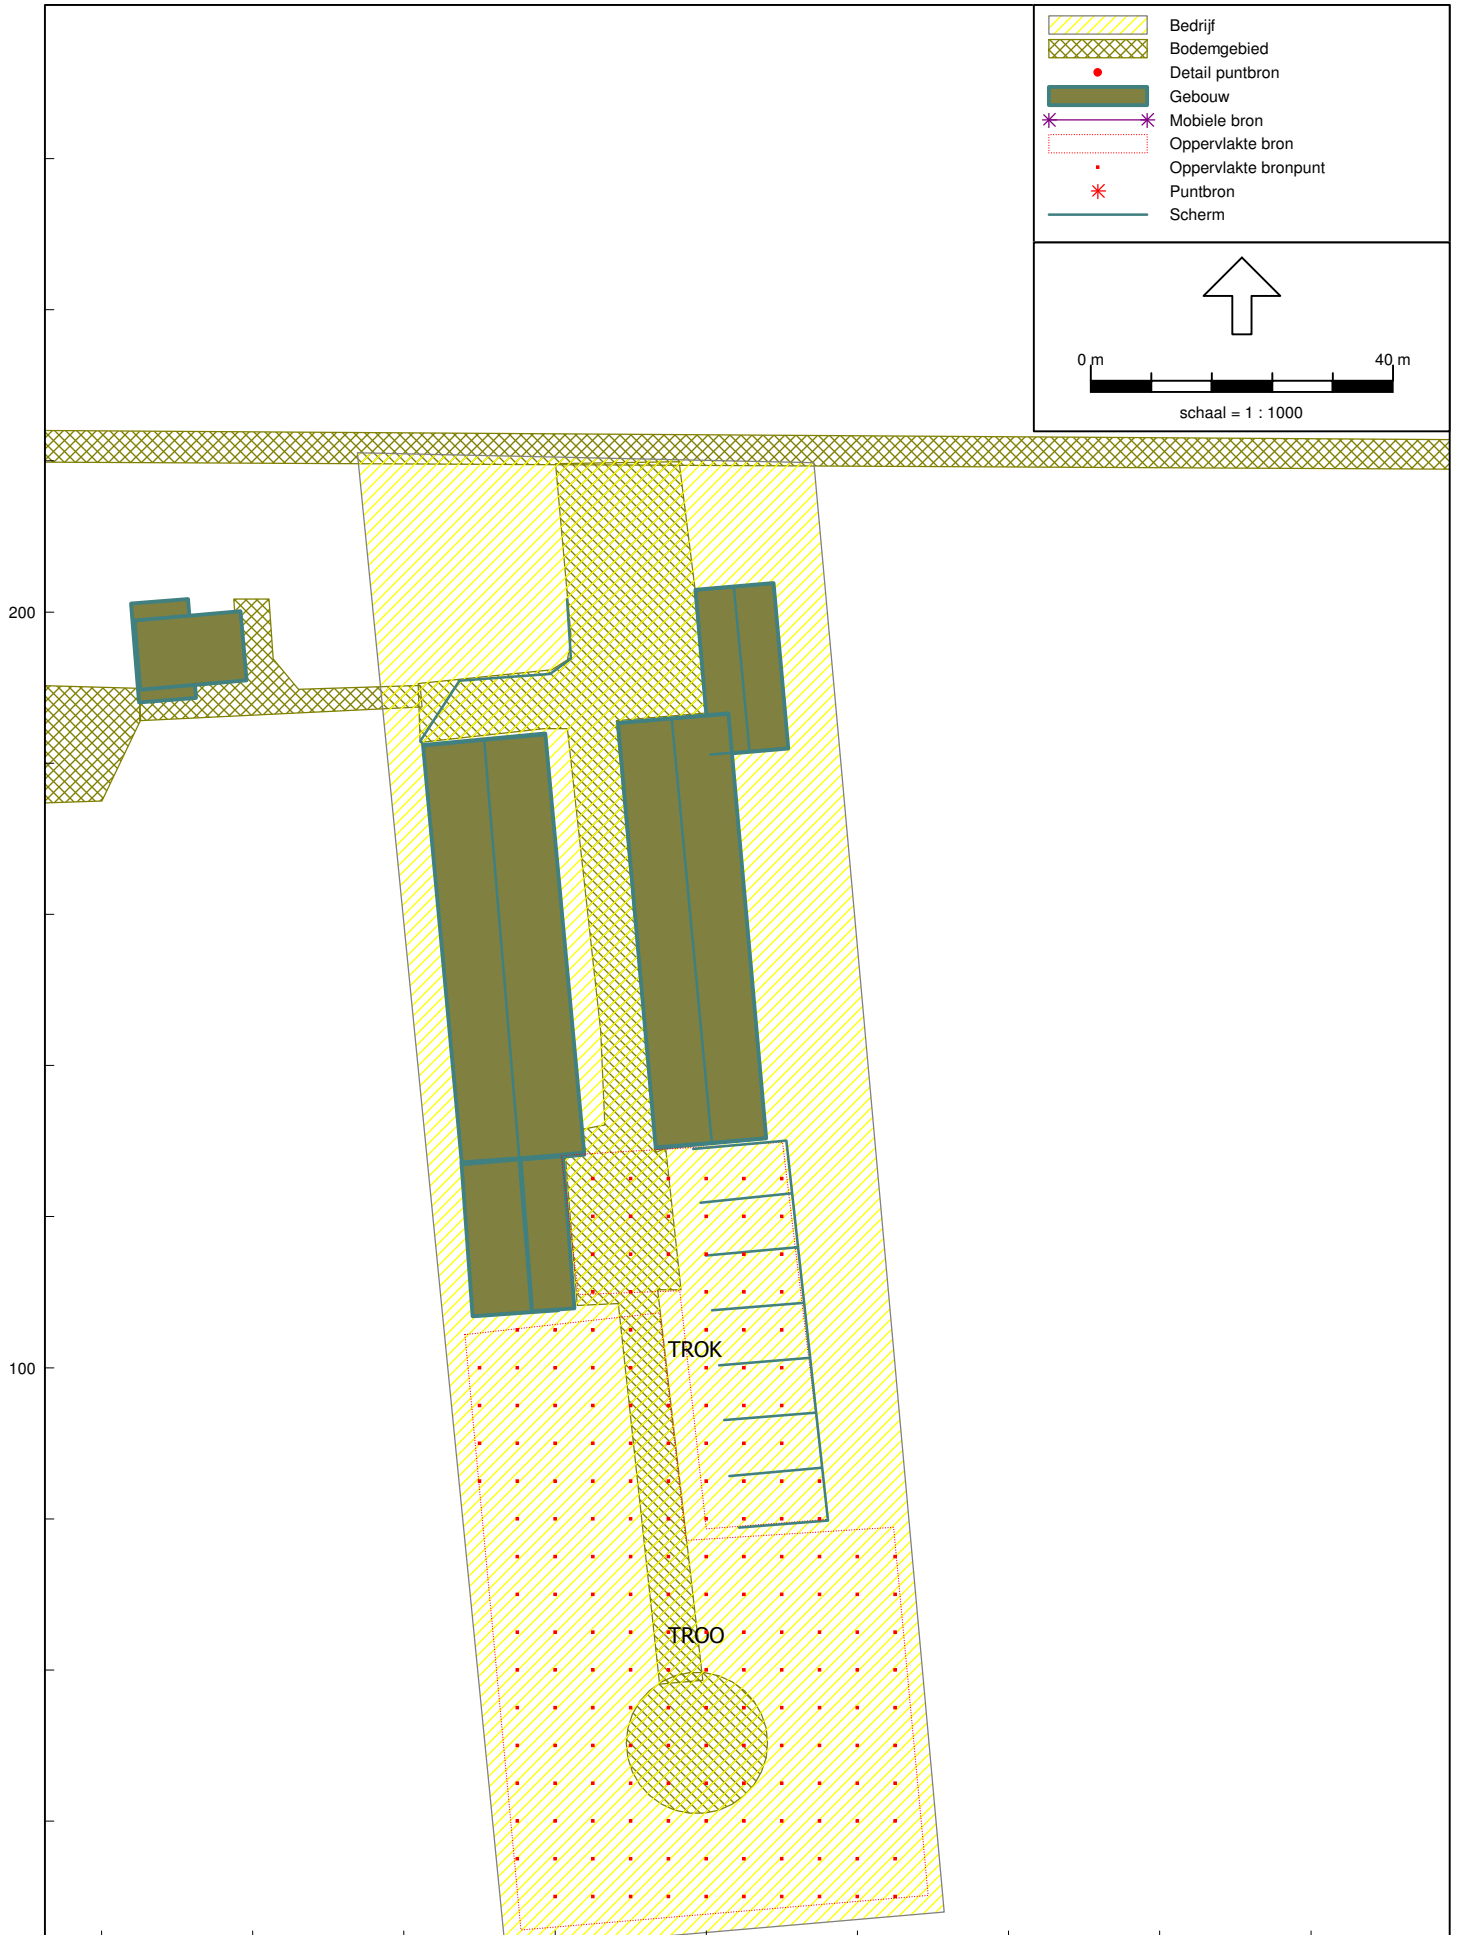 Bedrijf
Bodemgebied
Detail puntbron
Gebouw
Mobiele bron
Oppervlakte bron
Oppervlakte bronpunt
Puntbron
Scherm
0 m 40 m
schaal = 1 : 1000
200
100
TROK
TROO